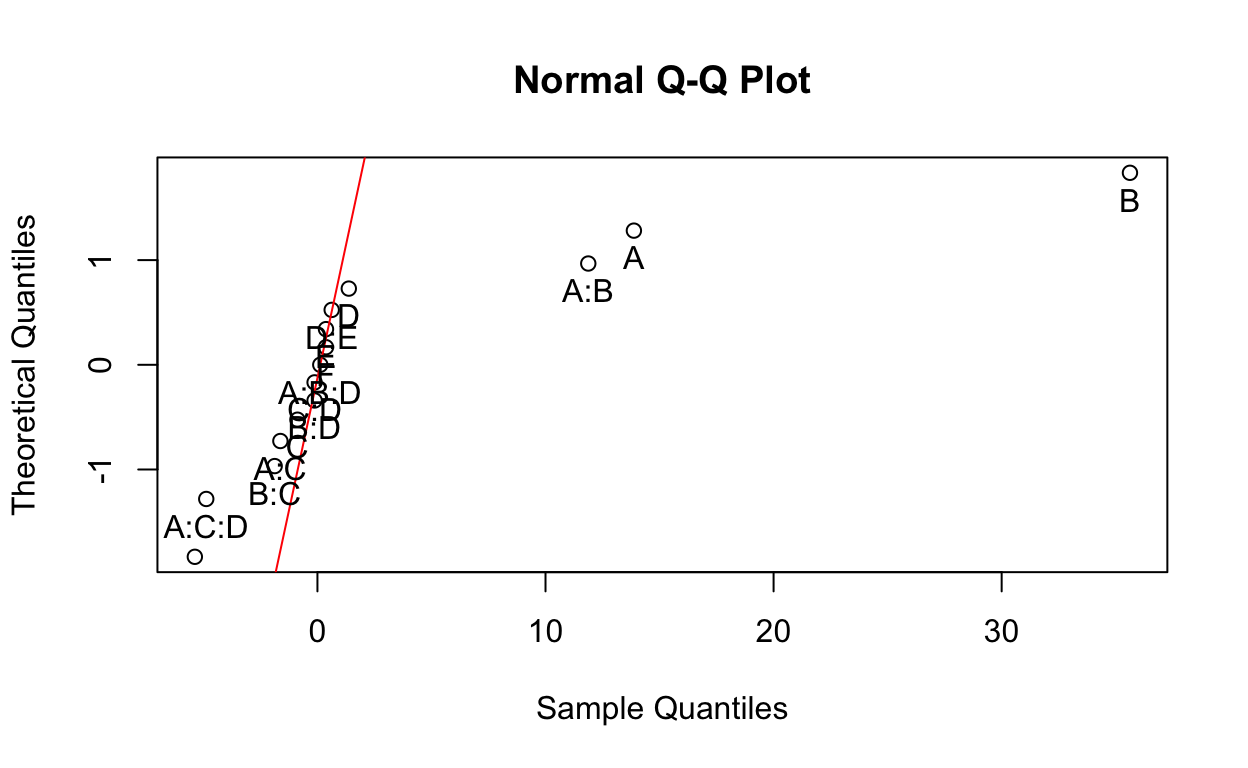 Normal Q-Q Plot
Theoretical Quantiles
1
0
-1
B
A
A:B
D
D:E
E
F
A:B:D
C:D
B:D
C
A:C
B:C
A:C:D
0
10
20
30
Sample Quantiles